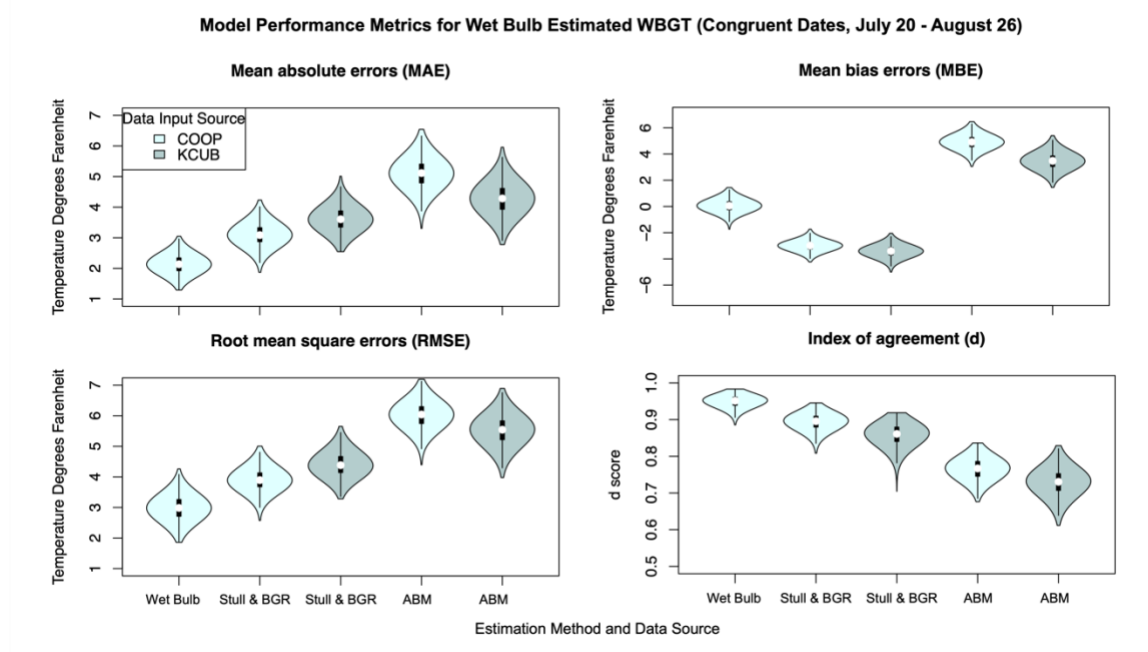 Model Performance Metrics for Wet Bulb Estimated WBGT (Congruent Dates, July 20 - August 26)
Mean absolute errors (MAE)
Temperature Degrees Farenheit
7
6
5
4
3
2
1
Data Input Source
COOP
KCUB
Mean bias errors (MBE)
Temperature Degrees Farenheit
6
4
2
0
−2
−6
Root mean square errors (RMSE)
Temperature Degrees Farenheit
7
6
5
4
3
2
1
Wet Bulb Stull & BGR Stull & BGR ABM ABM
Index of agreement (d)
d score
1.0
0.9
0.8
0.7
0.6
0.5
Wet Bulb Stull & BGR Stull & BGR ABM ABM
Estimation Method and Data Source